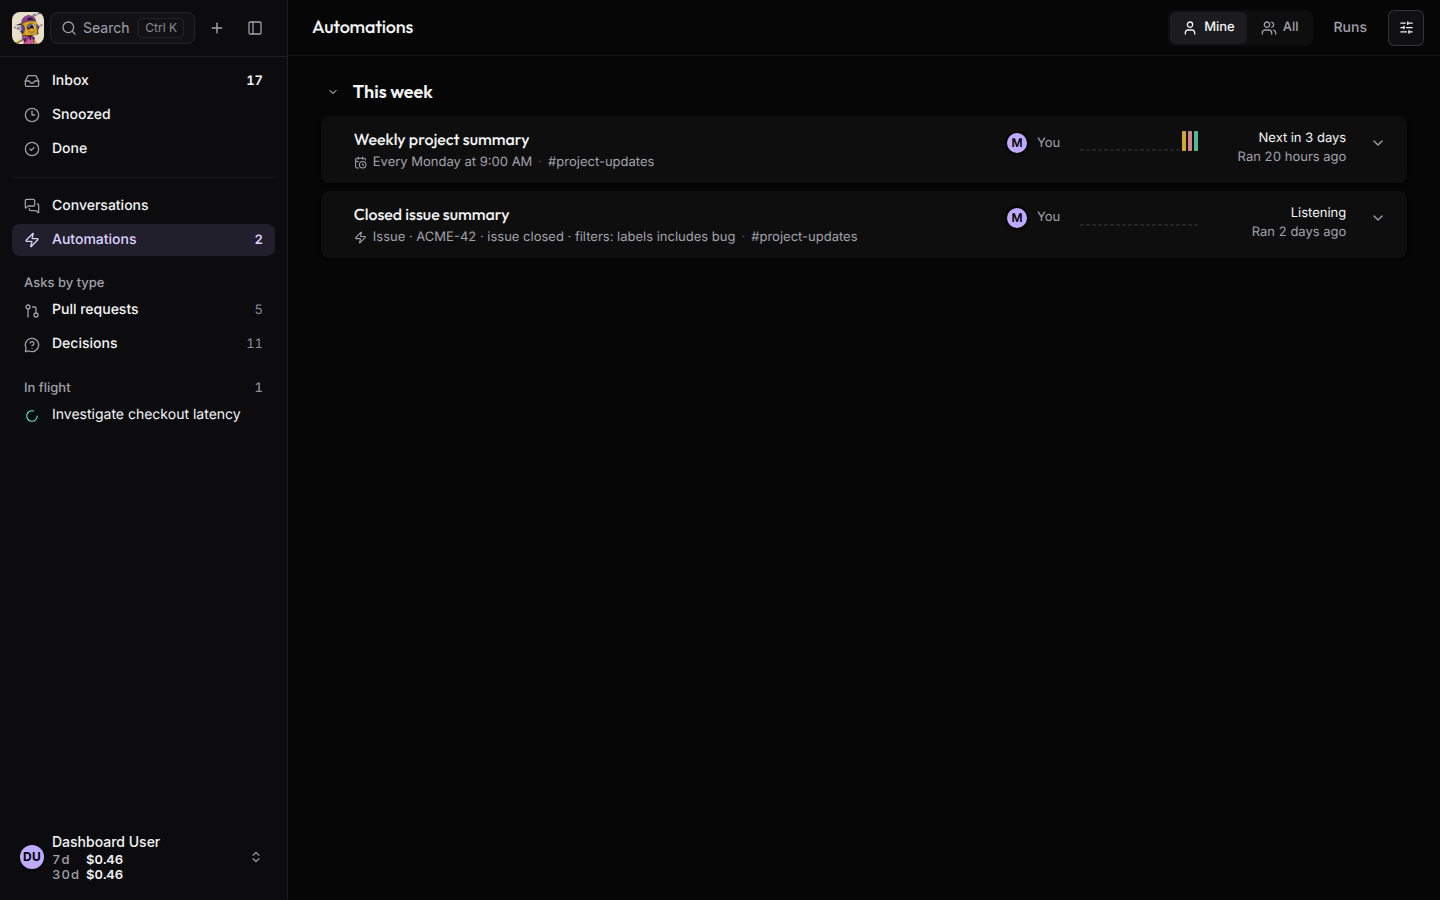 Search Ctrl K
Inbox 17
Snoozed
Done
Conversations
Automations 2
Asks by type
Pull requests 5
Decisions 11
In flight 1
Investigate checkout latency
DU Dashboard User
7d $0.46
30d $0.46
Automations Mine All Runs
This week
Weekly project summary
Every Monday at 9:00 AM · #project-updates
M You
Next in 3 days
Ran 20 hours ago
Closed issue summary
Issue · ACME-42 · issue closed · filters: labels includes bug · #project-updates
M You
Listening
Ran 2 days ago